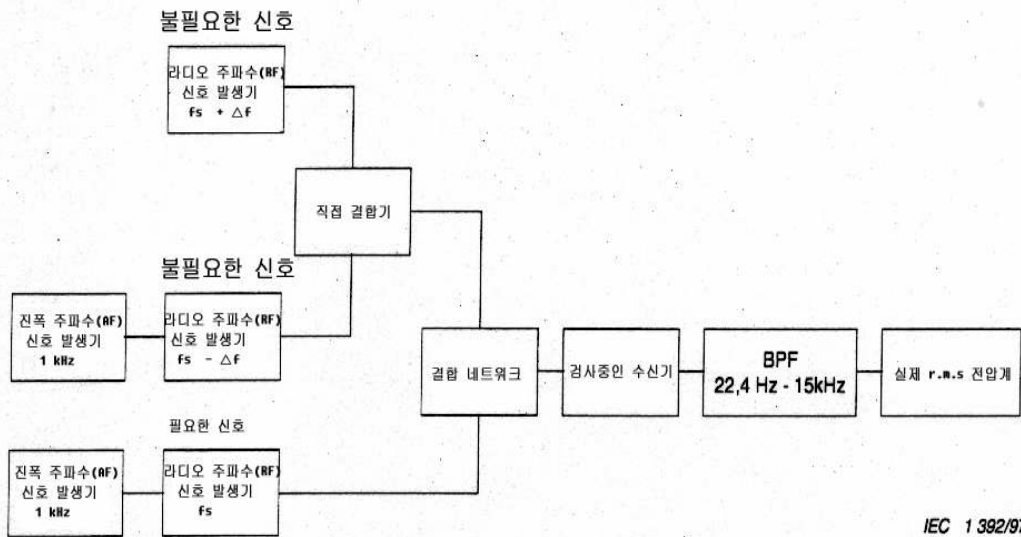 불필요한 신호
라디오 주파수(RF)
신호 발생기
fs + △f
직접 결합기
불필요한 신호
진폭 주파수(AF)
신호 발생기
1 kHz
라디오 주파수(RF)
신호 발생기
fs - △f
결합 네트워크
검사중인 수신기
BPF
22,4 Hz - 15kHz
실제 r.m.s 전압계
필요한 신호
진폭 주파수(AF)
신호 발생기
1 kHz
라디오 주파수(RF)
신호 발생기
fs
IEC 1 392/97